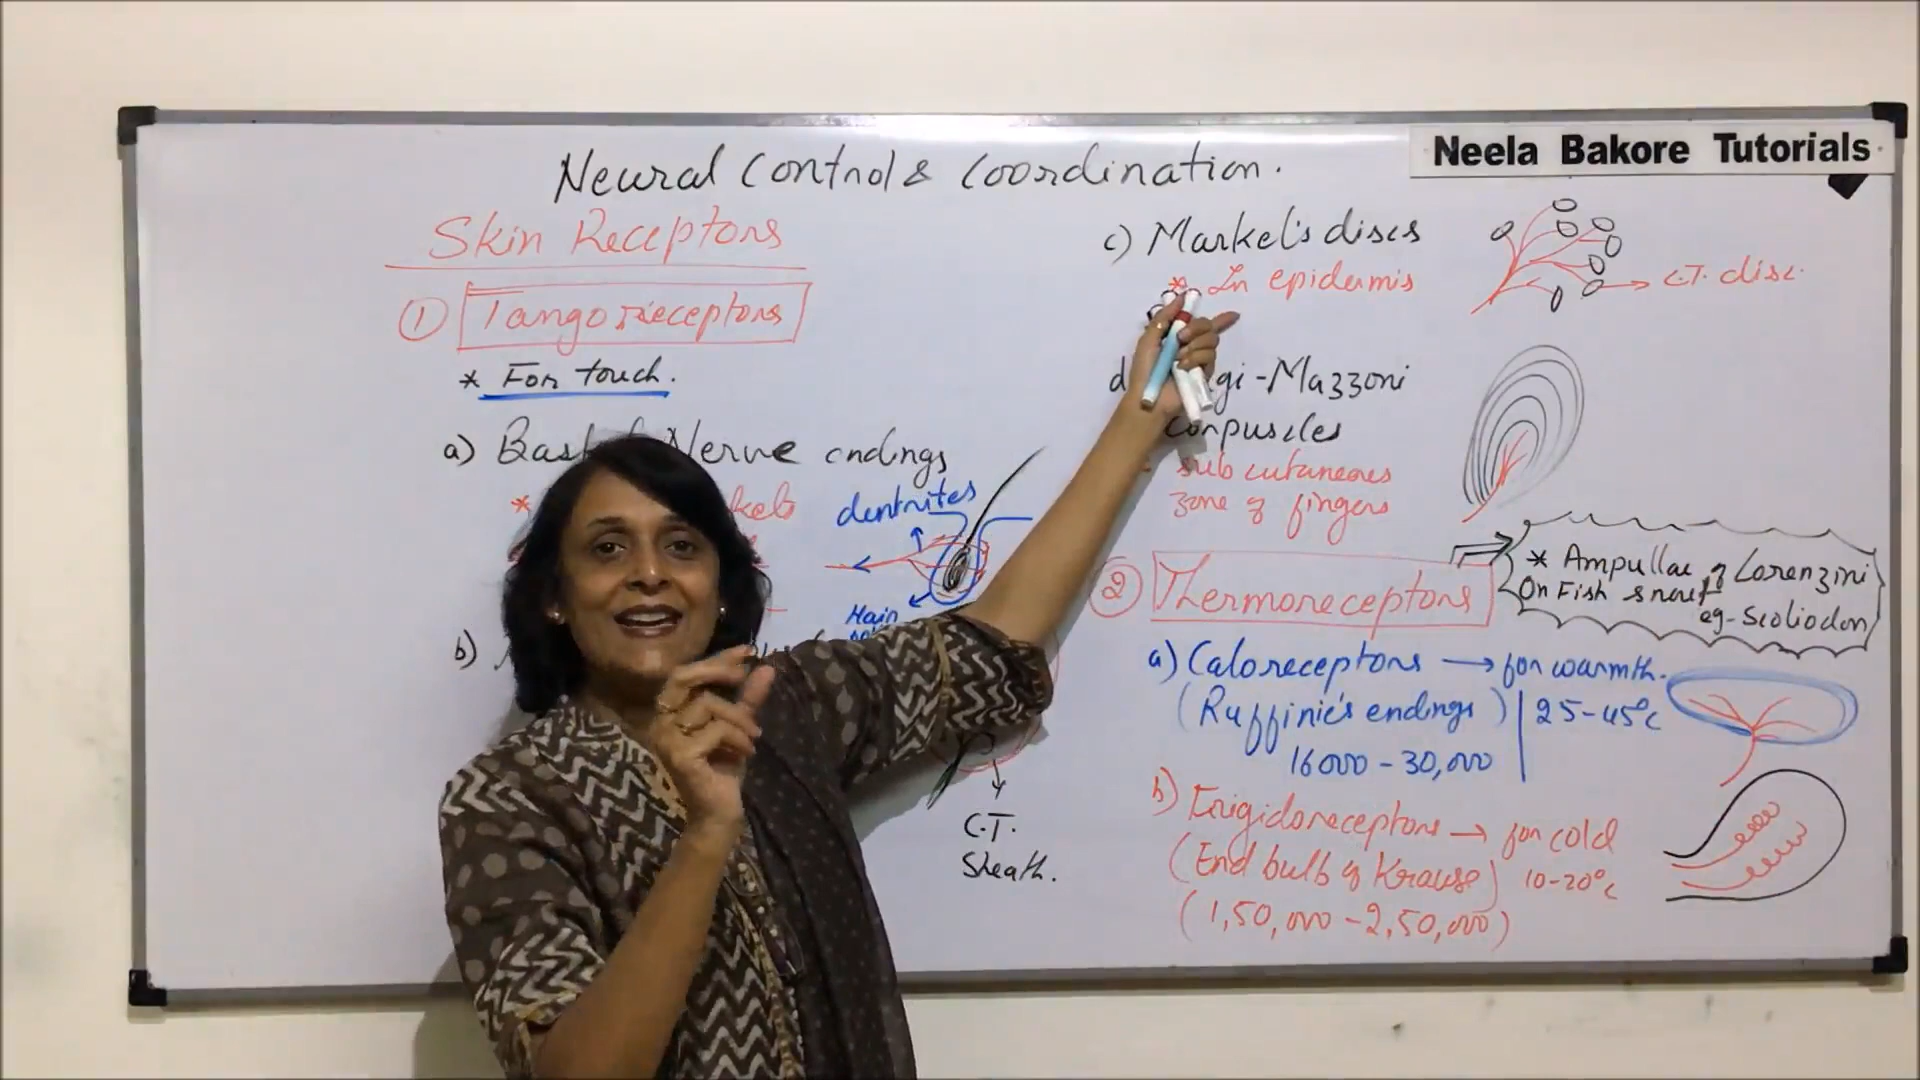 Neela Bakore Tutorials
Neural Control & Coordination.
Skin Receptors
1 Tangoreceptors
* For touch.
a) Nerve endings
*
dentrites
Hair
b)
C.T.
Sheath.
c) Markel's discs
* In epidermis
C.T. disc.
d) -Mazzoni
Corpuscles
sub cutaneous
zone of fingers
2 Thermoreceptors
* Ampullae of Lorenzini
On Fish snout
eg- Scoliodon
a) Caloreceptors → for warmth.
(Ruffinie's endings) 25-45°c
16000 - 30,000
b) Frigidoreceptors → for cold
(End bulb of Krause) 10-20°c
(1,50,000 - 2,50,000)